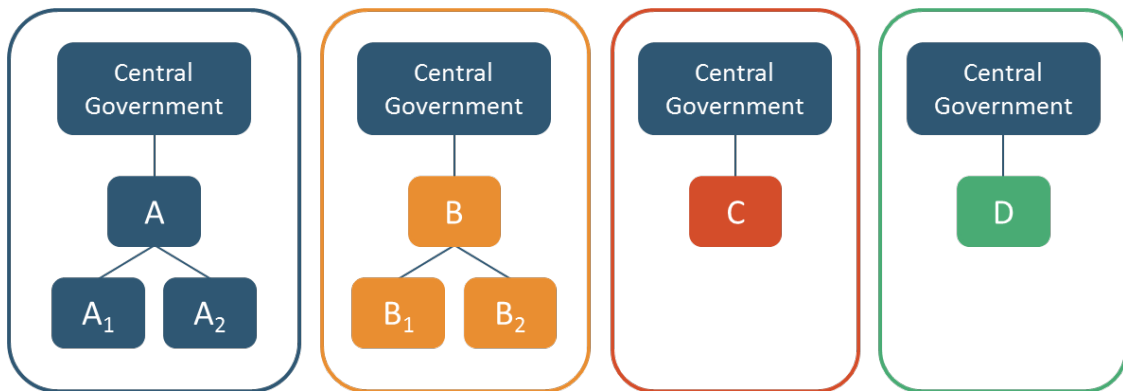 Central
Government
A
A₁
A₂
Central
Government
B
B₁
B₂
Central
Government
C
Central
Government
D